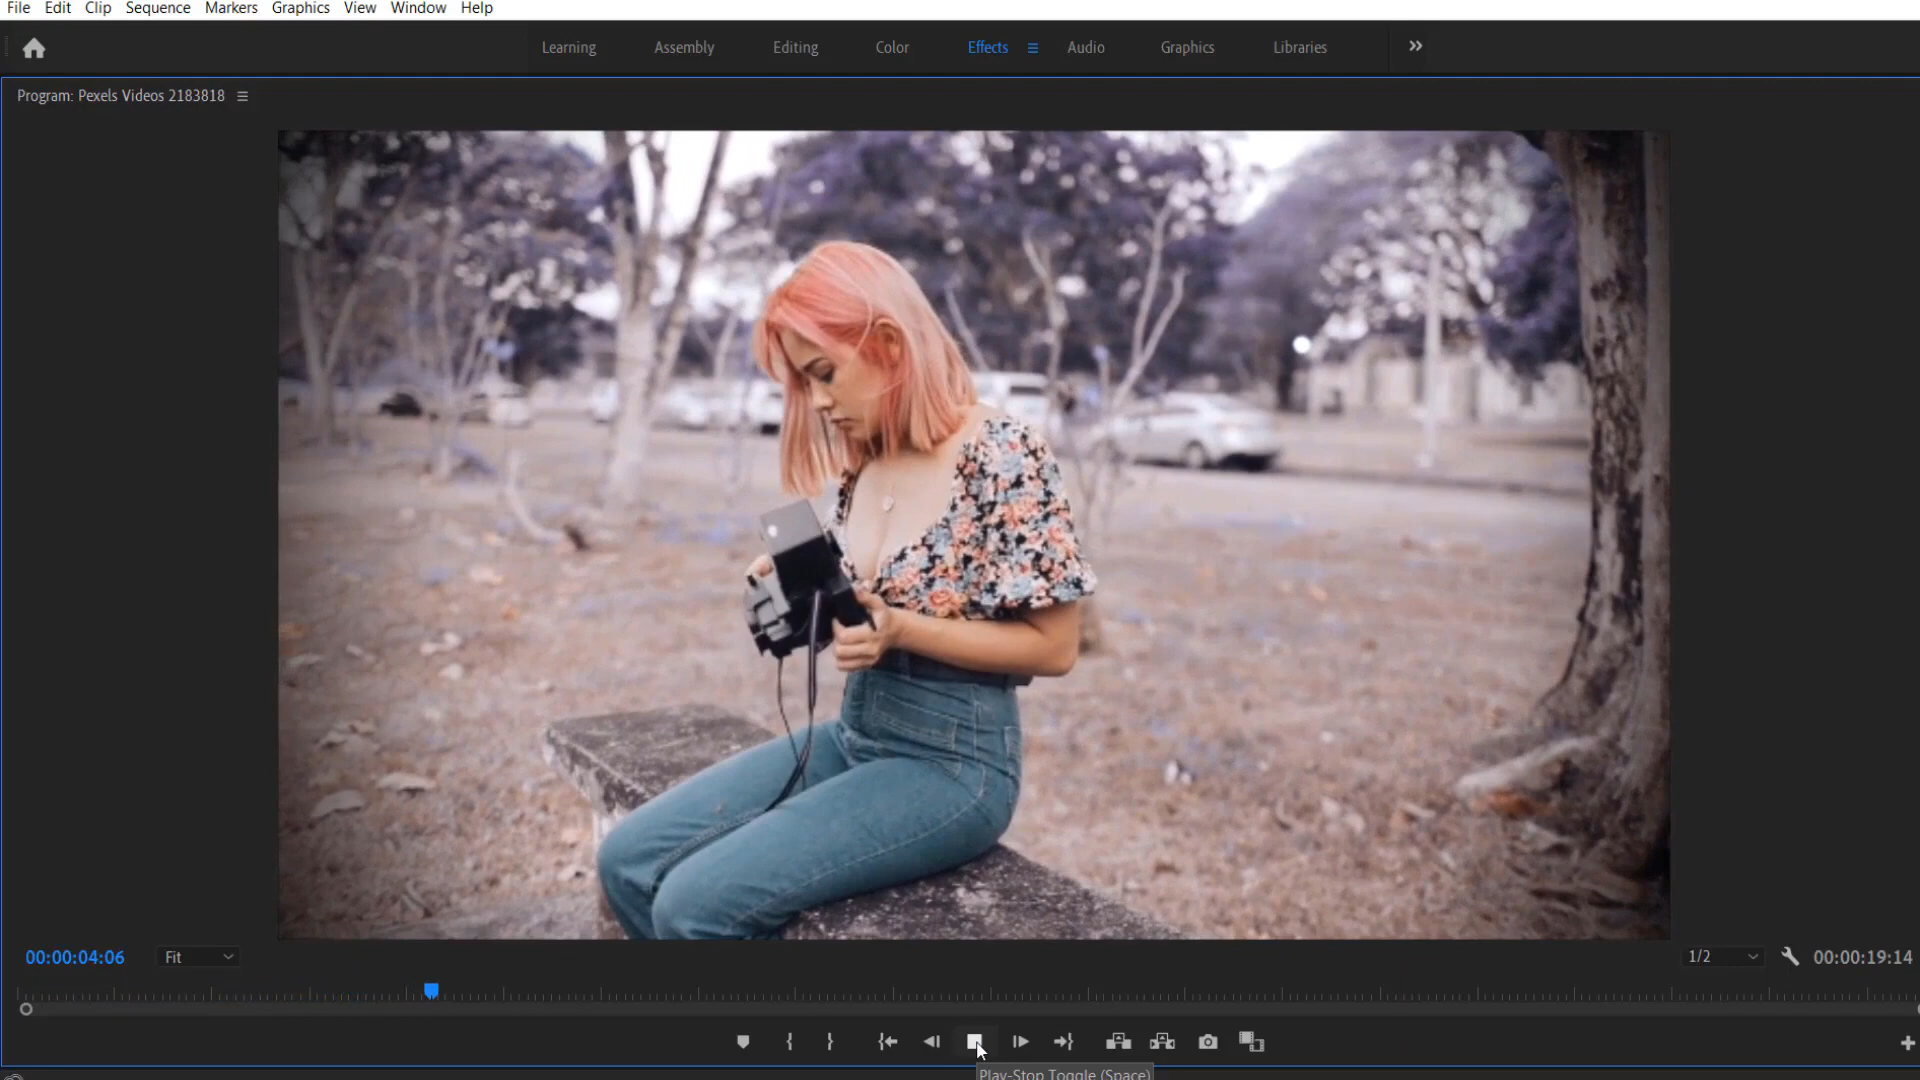 File Edit Clip Sequence Markers Graphics View Window Help
Learning Assembly Editing Color Effects Audio Graphics Libraries
Program: Pexels Videos 2183818
00:00:04:06 Fit 1/2 00:00:19:14
Play-Stop Toggle (Space)